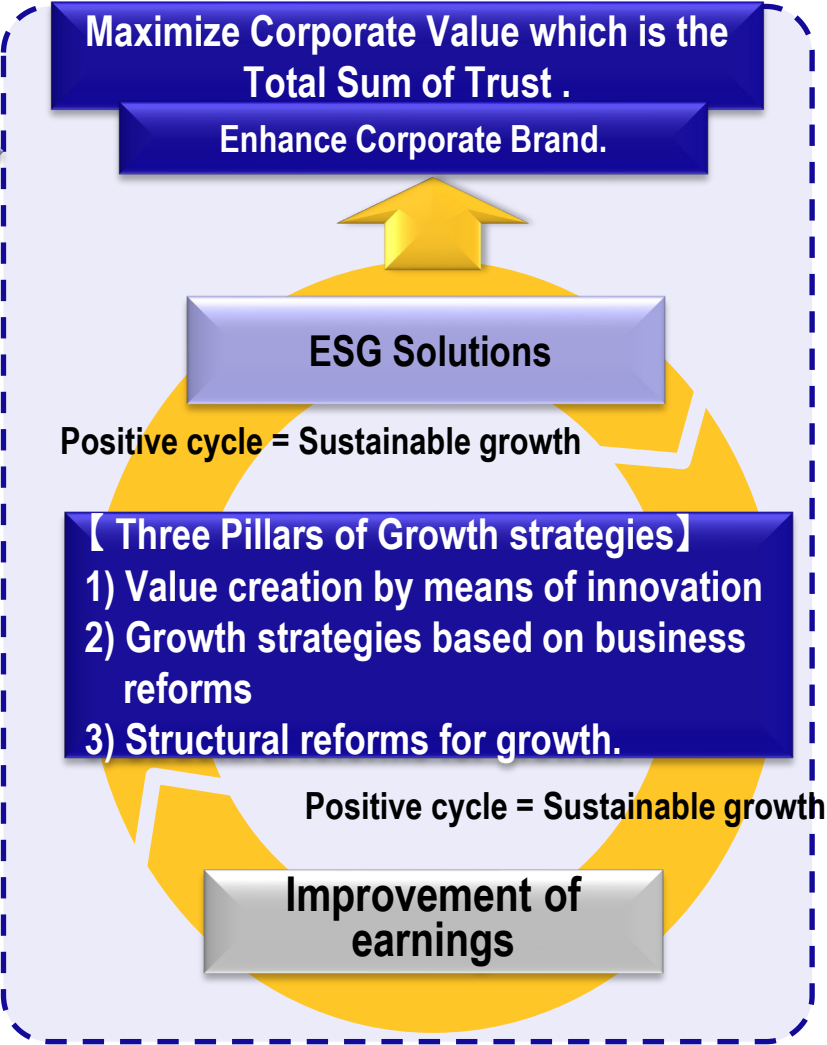 Maximize Corporate Value which is the
Total Sum of Trust .
Enhance Corporate Brand.
ESG Solutions
Positive cycle = Sustainable growth
【 Three Pillars of Growth strategies】
1) Value creation by means of innovation
2) Growth strategies based on business
reforms
3) Structural reforms for growth.
Positive cycle = Sustainable growth
Improvement of
earnings